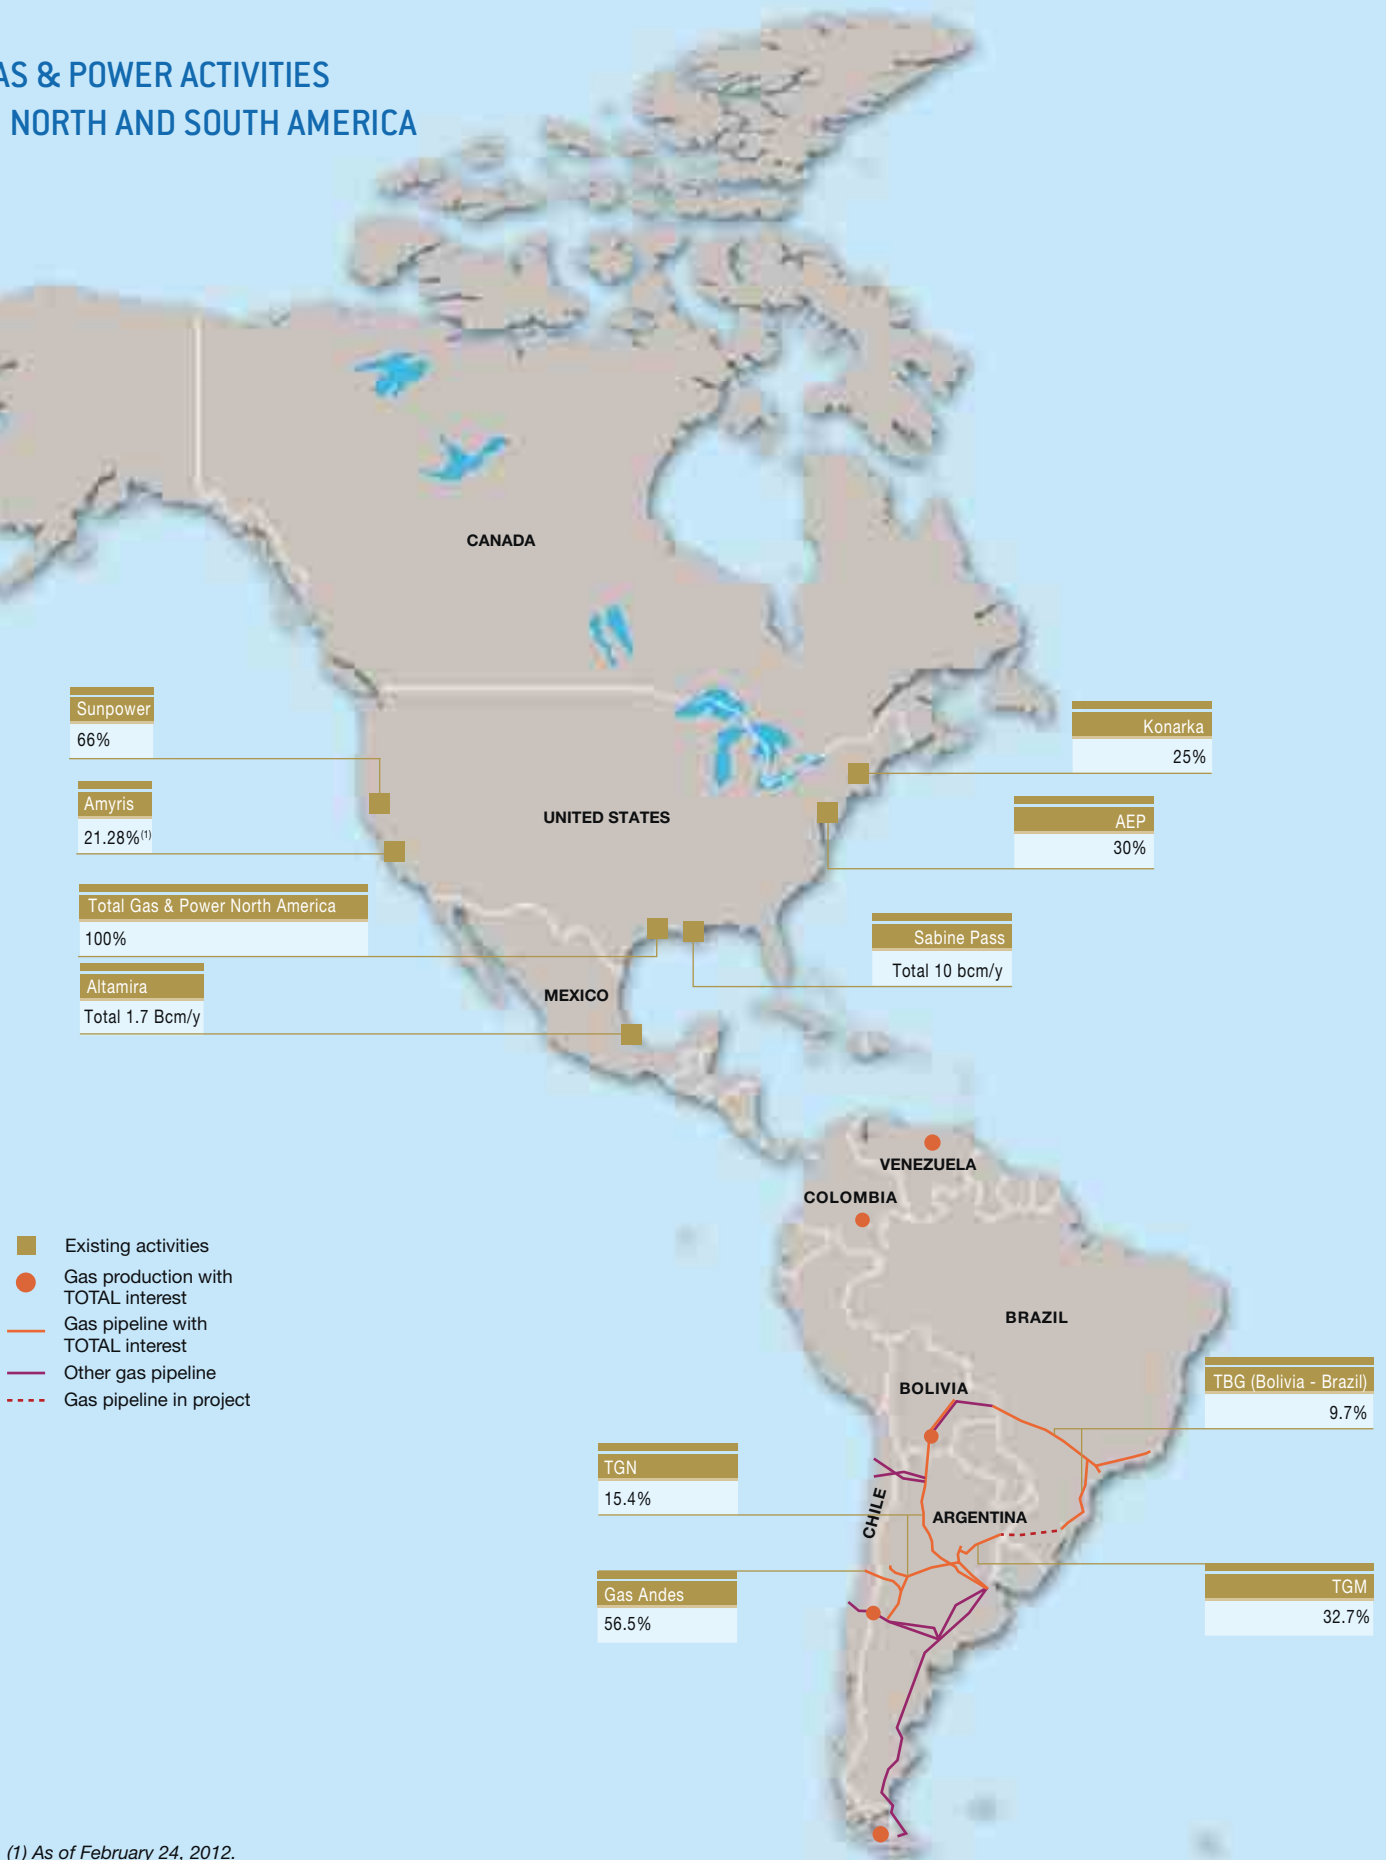 AS & POWER ACTIVITIES
NORTH AND SOUTH AMERICA
CANADA
Sunpower
66%
Konarka
25%
Amyris
21.28%(1)
UNITED STATES
AEP
30%
Total Gas & Power North America
100%
Sabine Pass
Total 10 bcm/y
Altamira
Total 1.7 Bcm/y
MEXICO
VENEZUELA
COLOMBIA
Existing activities
Gas production with
TOTAL interest
Gas pipeline with
TOTAL interest
Other gas pipeline
Gas pipeline in project
BRAZIL
BOLIVIA
TBG (Bolivia - Brazil)
9.7%
TGN
15.4%
CHILE
ARGENTINA
Gas Andes
56.5%
TGM
32.7%
(1) As of February 24, 2012.